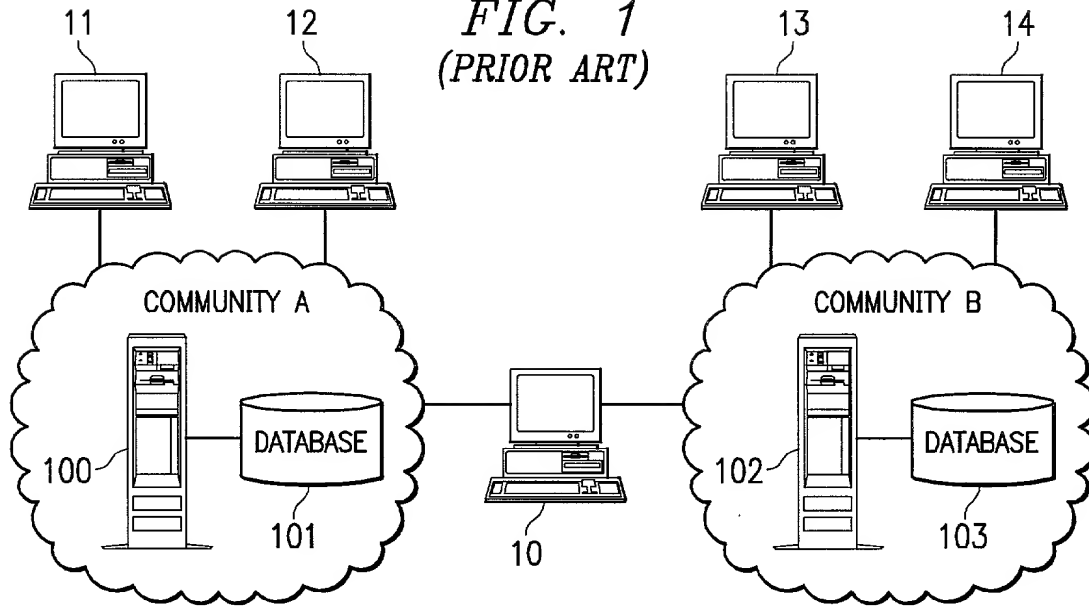 FIG. 1
(PRIOR ART)
11
12
13
14
COMMUNITY A
COMMUNITY B
DATABASE
DATABASE
100
101
10
102
103